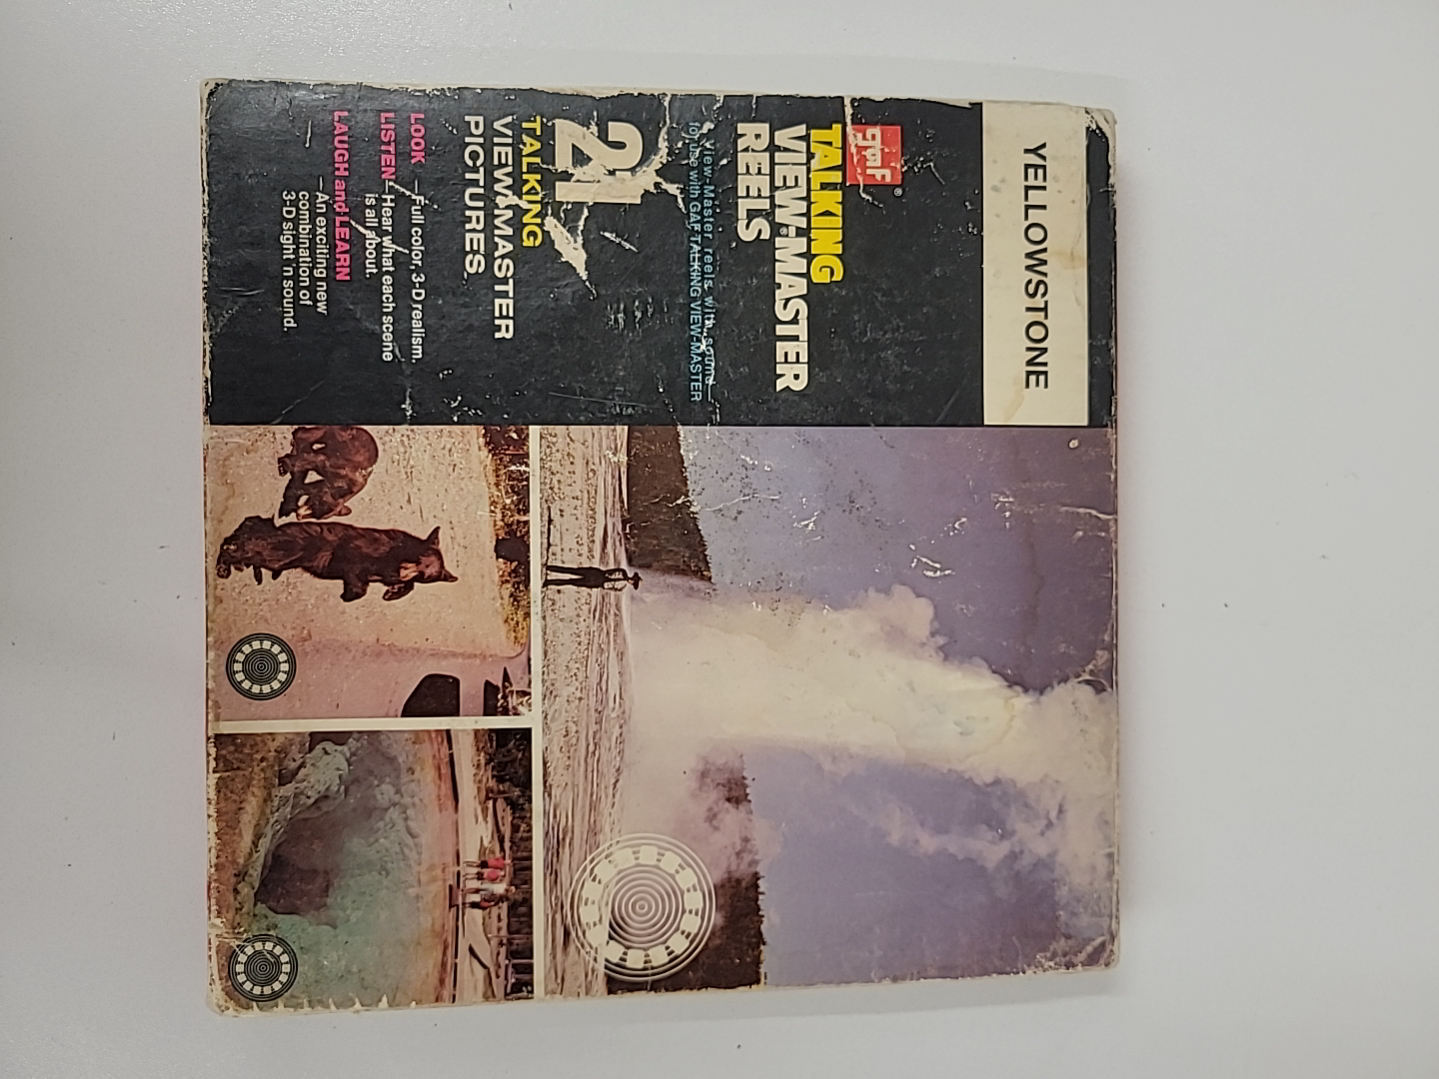 YELLOWSTONE
gaf®
TALKING
VIEW-MASTER
REELS
View-Master reels with sound—
for use with GAF TALKING VIEW-MASTER
21
TALKING
VIEW-MASTER
PICTURES
LOOK —Full color, 3-D realism.
LISTEN—Hear what each scene
is all about.
LAUGH and LEARN
—An exciting new
combination of
3-D sight 'n sound.